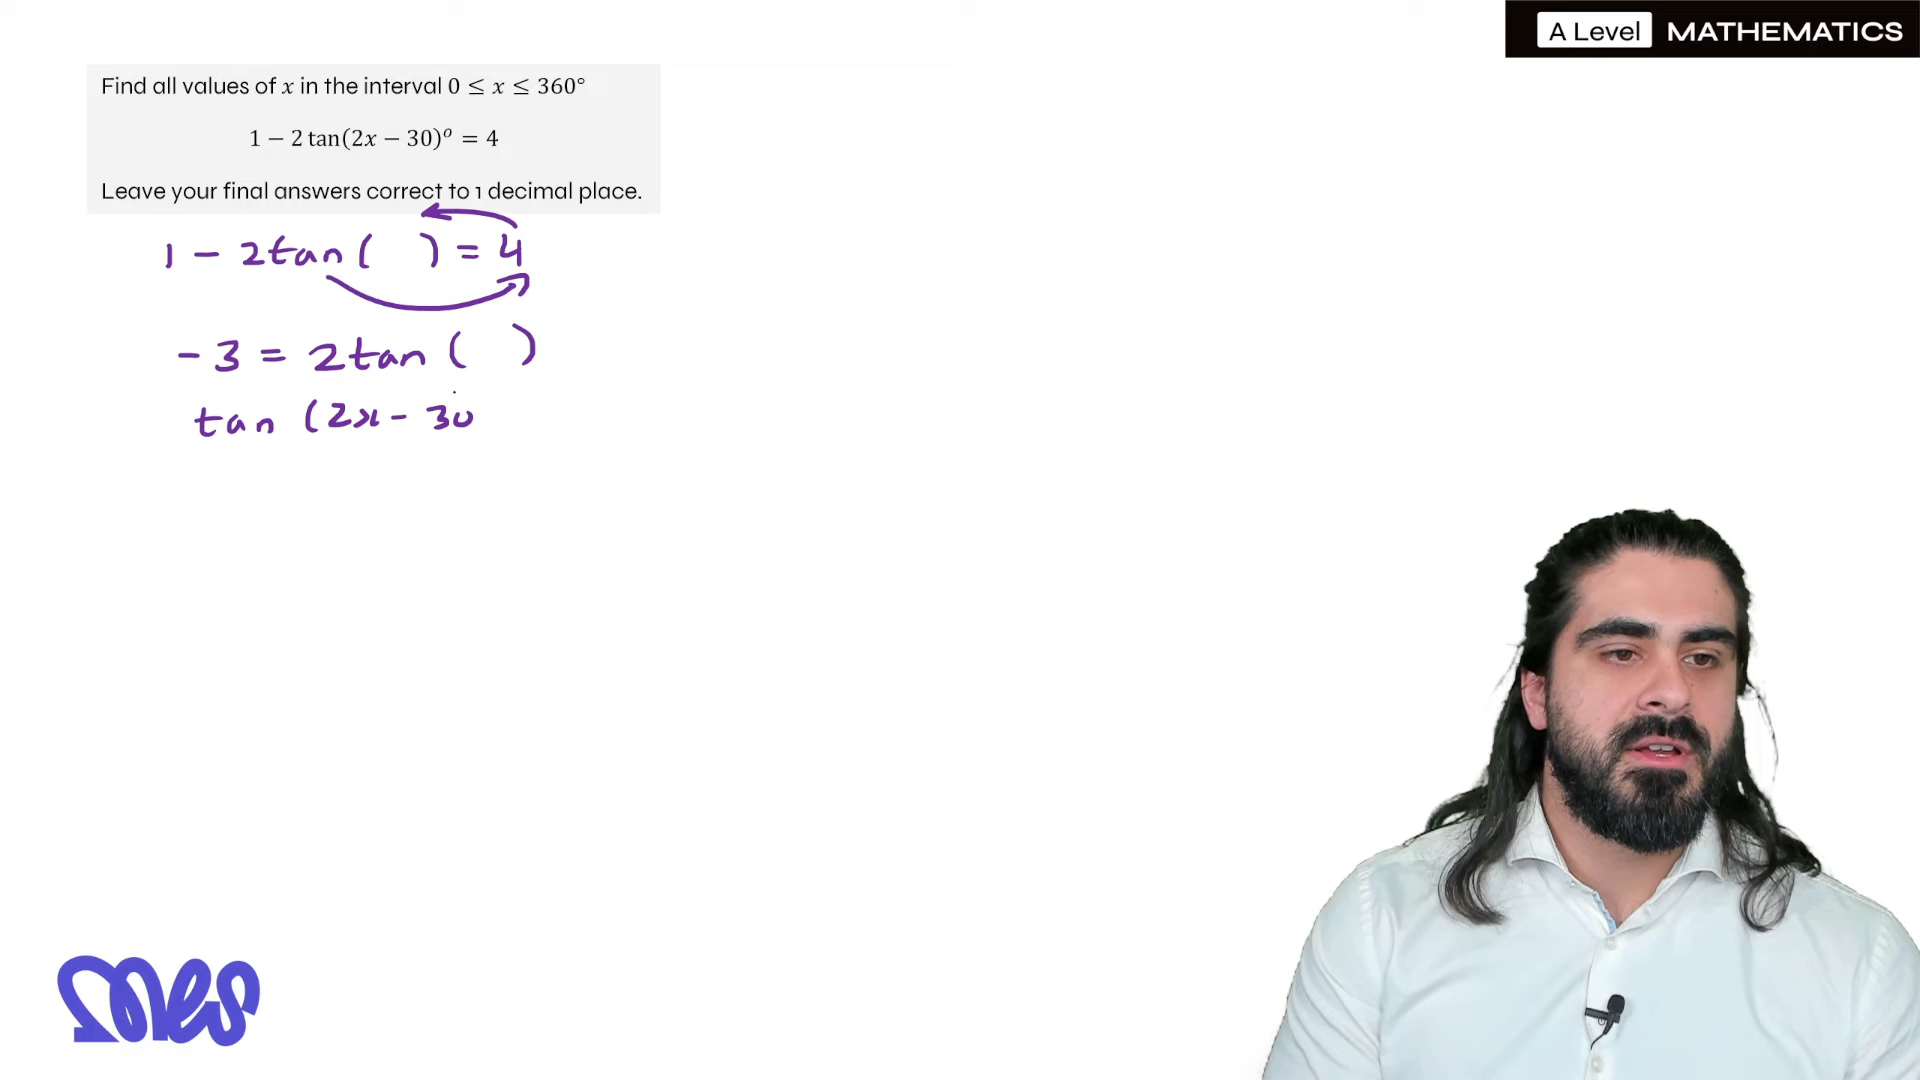 A Level MATHEMATICS
Find all values of x in the interval 0 ≤ x ≤ 360°
1 − 2 tan(2x − 30)° = 4
Leave your final answers correct to 1 decimal place.
1 - 2tan( ) = 4
-3 = 2tan( )
tan (2x - 30
mes